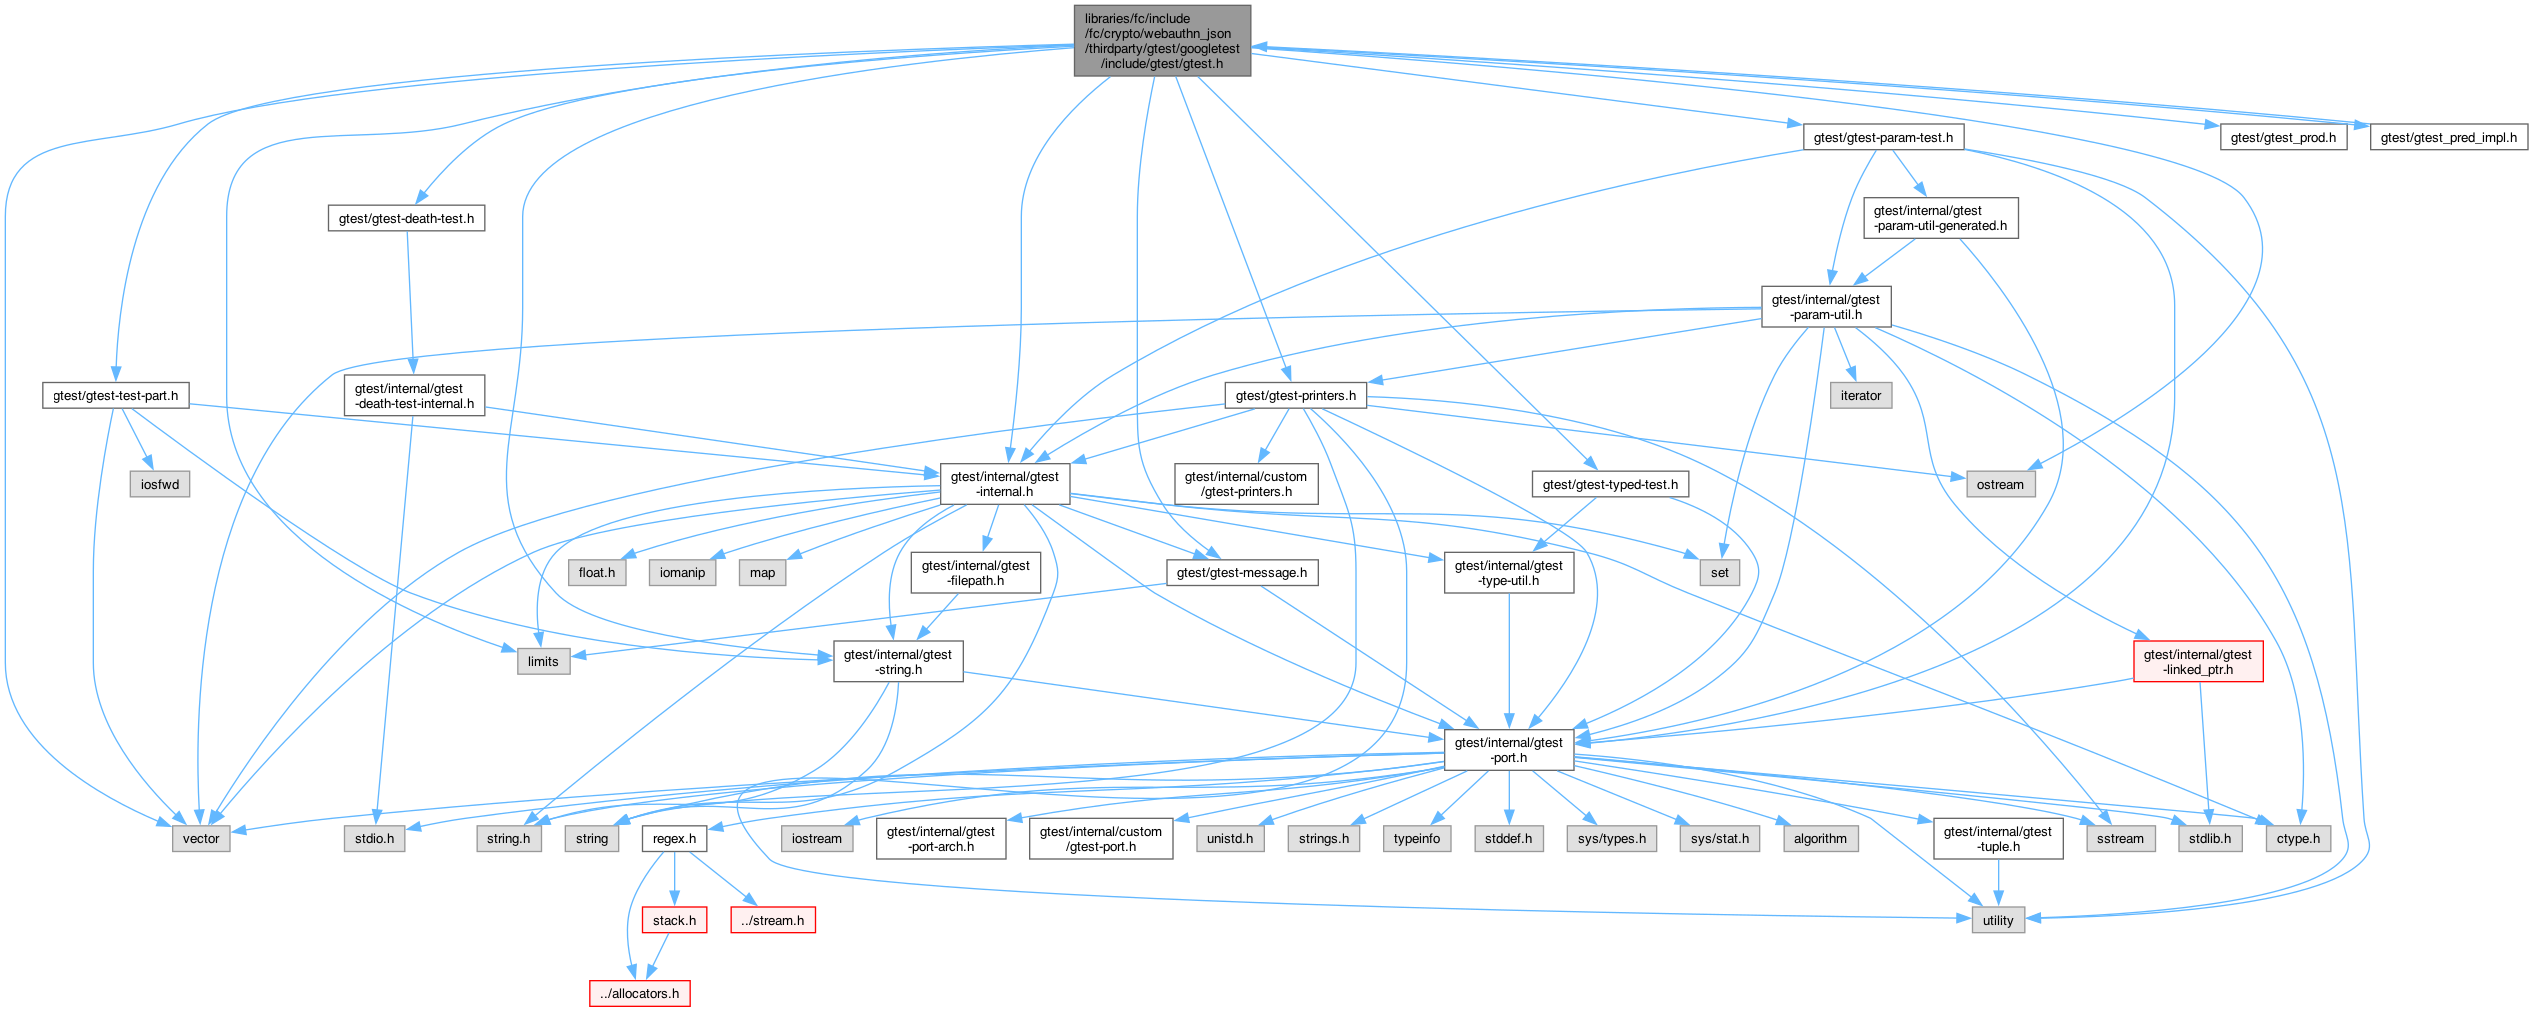 libraries/fc/include
/fc/crypto/webauthn_json
/thirdparty/gtest/googletest
/include/gtest/gtest.h
gtest/gtest-param-test.h
gtest/gtest_prod.h
gtest/gtest_pred_impl.h
gtest/gtest-death-test.h
gtest/internal/gtest
-param-util-generated.h
gtest/internal/gtest
-param-util.h
gtest/gtest-test-part.h
gtest/internal/gtest
-death-test-internal.h
gtest/gtest-printers.h
iterator
iosfwd
gtest/internal/gtest
-internal.h
gtest/internal/custom
/gtest-printers.h
gtest/gtest-typed-test.h
ostream
float.h
iomanip
map
gtest/internal/gtest
-filepath.h
gtest/gtest-message.h
gtest/internal/gtest
-type-util.h
set
limits
gtest/internal/gtest
-string.h
gtest/internal/gtest
-linked_ptr.h
gtest/internal/gtest
-port.h
vector
stdio.h
string.h
string
regex.h
iostream
gtest/internal/gtest
-port-arch.h
gtest/internal/custom
/gtest-port.h
unistd.h
strings.h
typeinfo
stddef.h
sys/types.h
sys/stat.h
algorithm
gtest/internal/gtest
-tuple.h
sstream
stdlib.h
ctype.h
stack.h
../stream.h
utility
../allocators.h